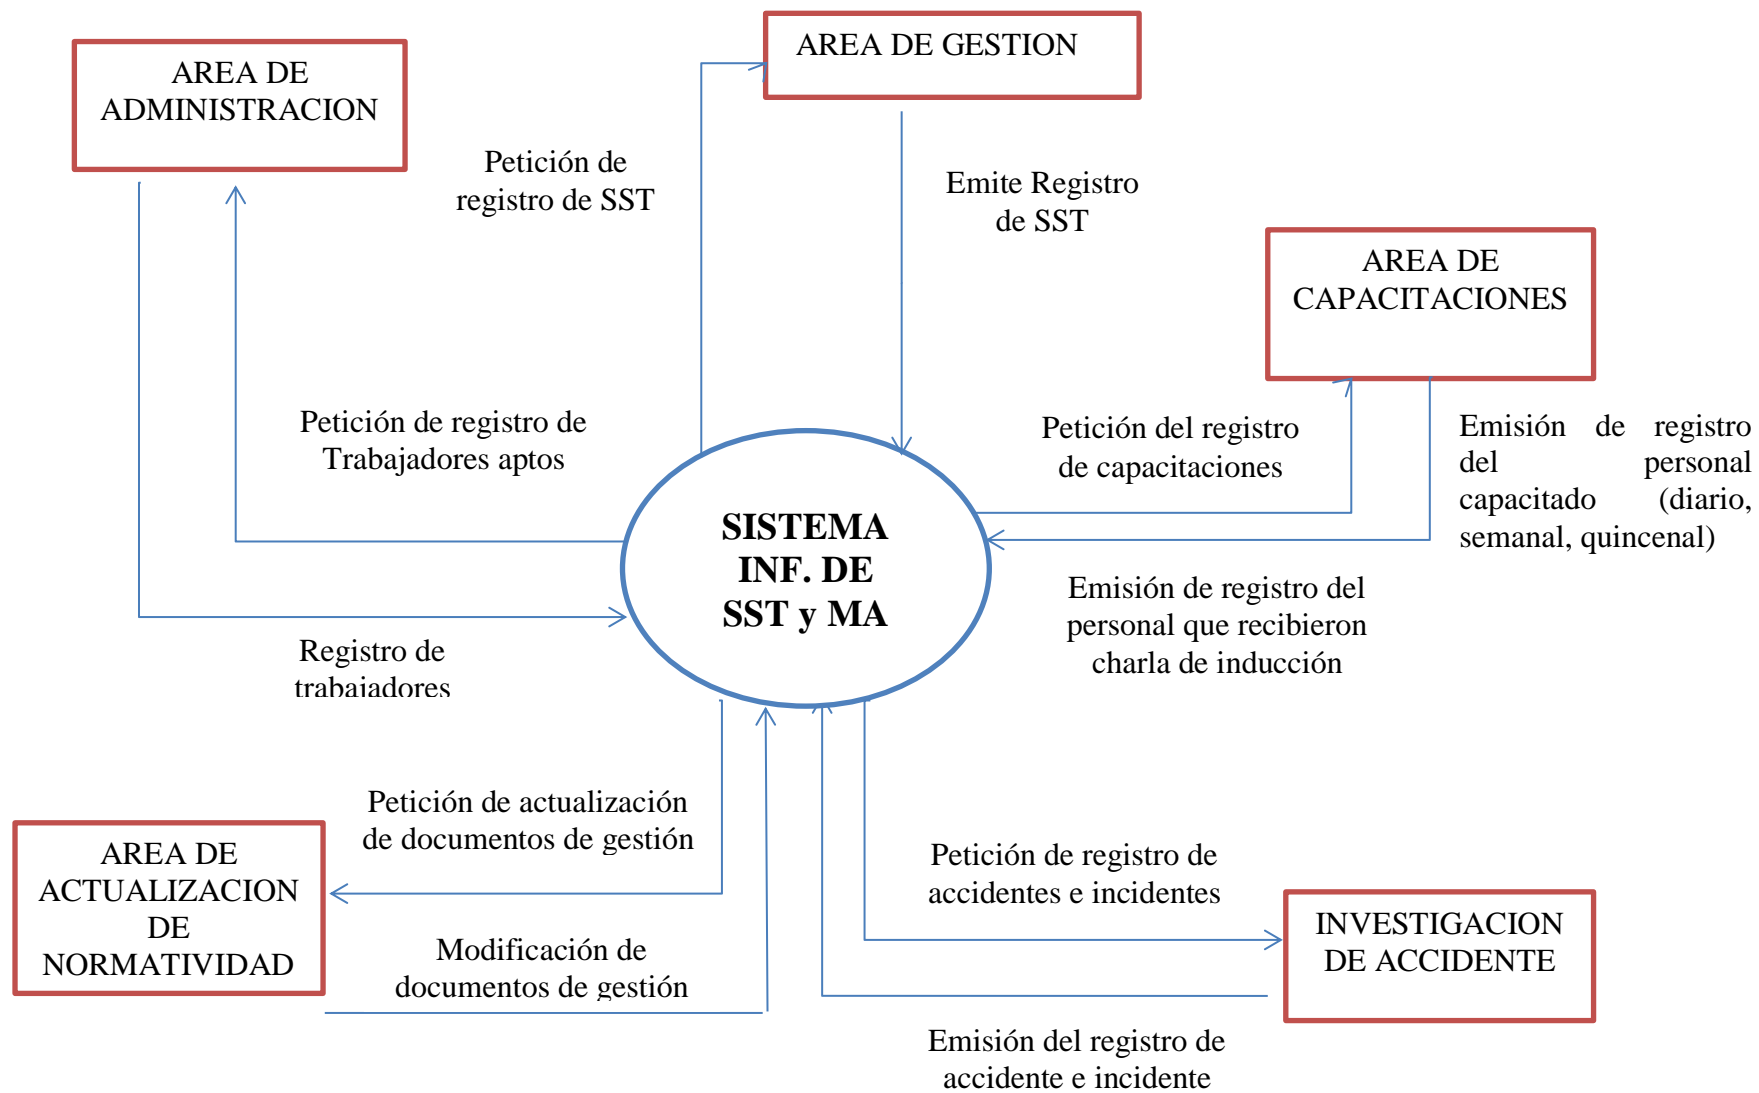 AREA DE
ADMINISTRACION
AREA DE GESTION
Petición de
registro de SST
Emite Registro
de SST
AREA DE
CAPACITACIONES
Petición de registro de
Trabajadores aptos
Petición del registro
de capacitaciones
Emisión de registro
del personal
capacitado (diario,
semanal, quincenal)
SISTEMA
INF. DE
SST y MA
Emisión de registro del
personal que recibieron
charla de inducción
Registro de
trabajadores
Petición de actualización
de documentos de gestión
AREA DE
ACTUALIZACION
DE
NORMATIVIDAD
Modificación de
documentos de gestión
Petición de registro de
accidentes e incidentes
INVESTIGACION
DE ACCIDENTE
Emisión del registro de
accidente e incidente